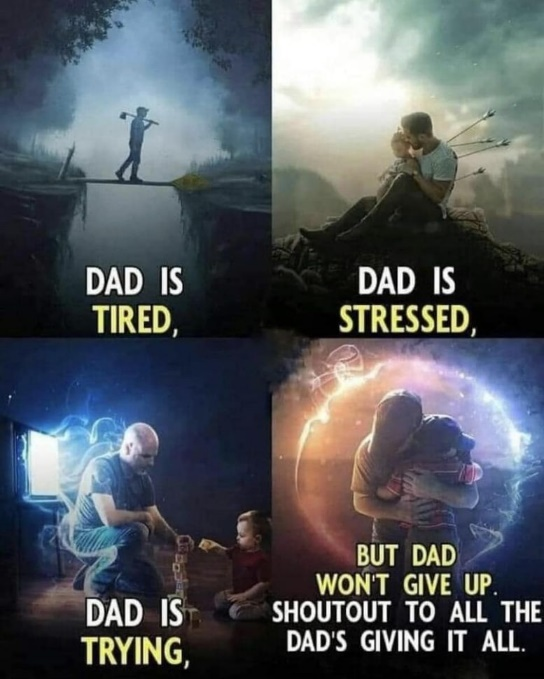 DAD IS
TIRED,
DAD IS
STRESSED,
DAD IS
TRYING,
BUT DAD
WON'T GIVE UP.
SHOUTOUT TO ALL THE
DAD'S GIVING IT ALL.